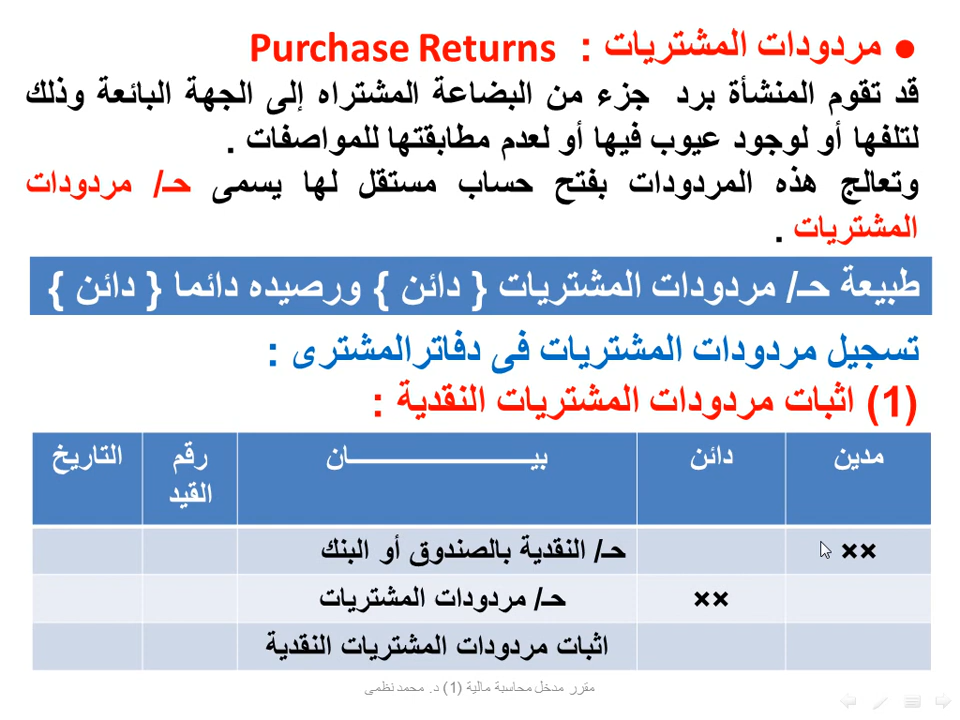 ● مردودات المشتريات : Purchase Returns
قد تقوم المنشأة برد جزء من البضاعة المشتراه إلى الجهة البائعة وذلك
لتلفها أو لوجود عيوب فيها أو لعدم مطابقتها للمواصفات .
وتعالج هذه المردودات بفتح حساب مستقل لها يسمى حـ/ مردودات
المشتريات .
طبيعة حـ/ مردودات المشتريات { دائن } ورصيده دائما { دائن }
تسجيل مردودات المشتريات فى دفاترالمشترى :
(1) اثبات مردودات المشتريات النقدية :
مدين دائن بيـــــــــــــــــــــــان رقم القيد التاريخ
×× حـ/ النقدية بالصندوق أو البنك
×× حـ/ مردودات المشتريات
اثبات مردودات المشتريات النقدية
مقرر مدخل محاسبة مالية (1) د. محمد نظمى